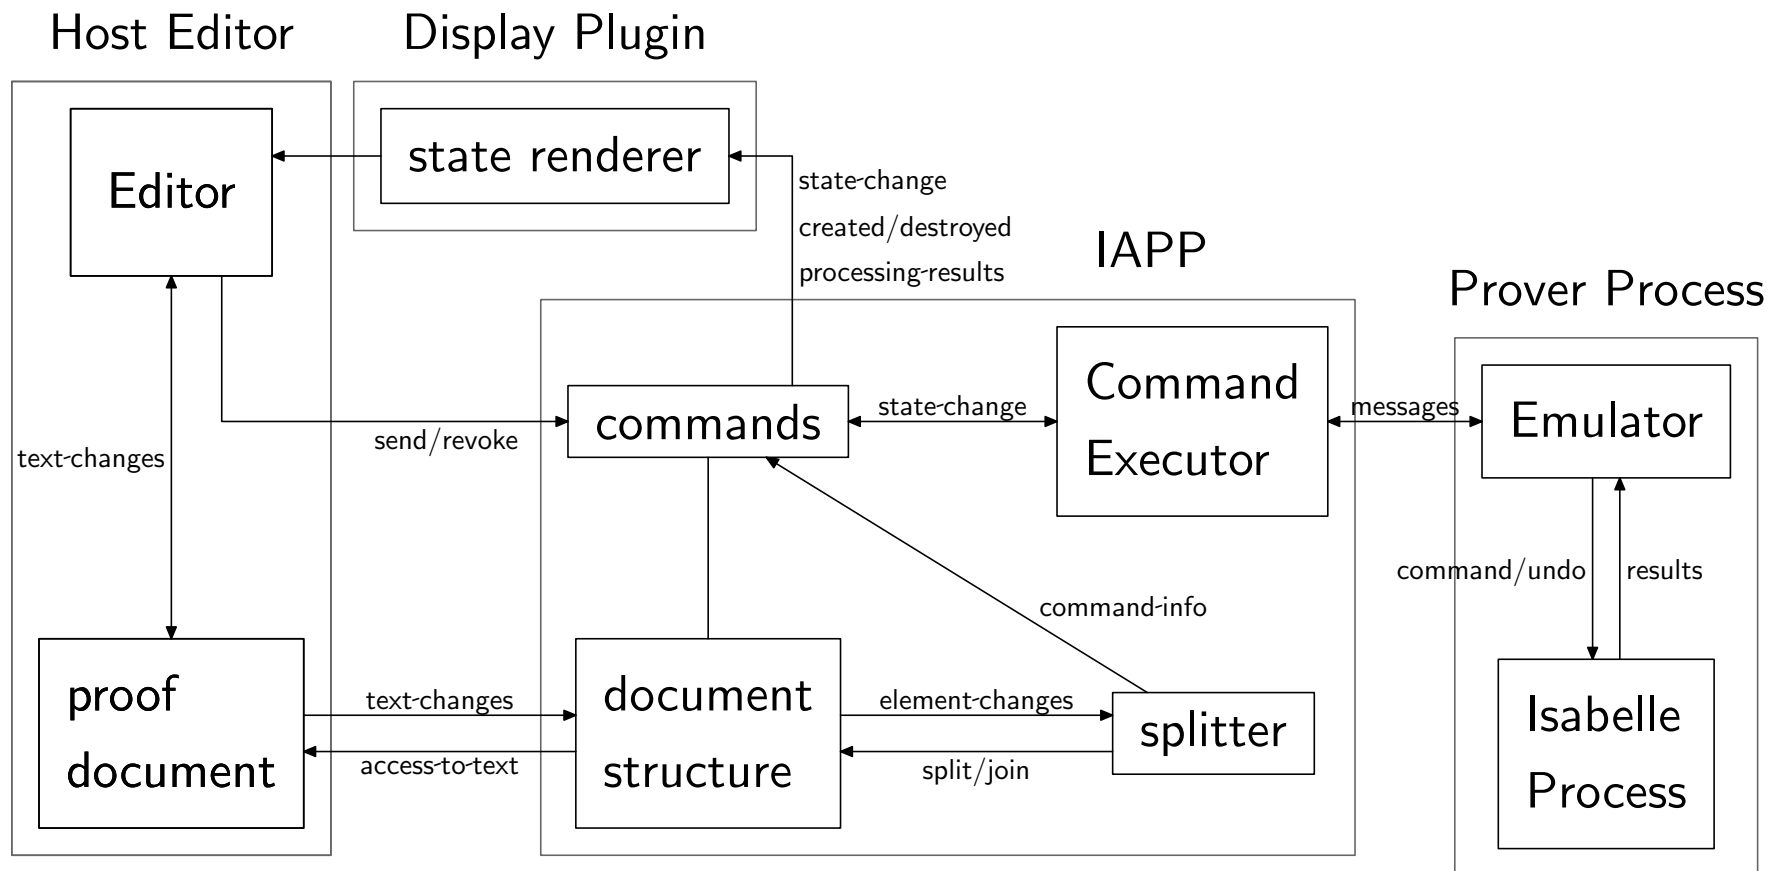 Host Editor
Display Plugin
state renderer
Editor
state-change
created/destroyed
processing-results
IAPP
Prover Process
Command
Executor
commands
state-change
messages
Emulator
send/revoke
text-changes
command/undo
results
command-info
proof
document
text-changes
access-to-text
document
structure
element-changes
split/join
splitter
Isabelle
Process